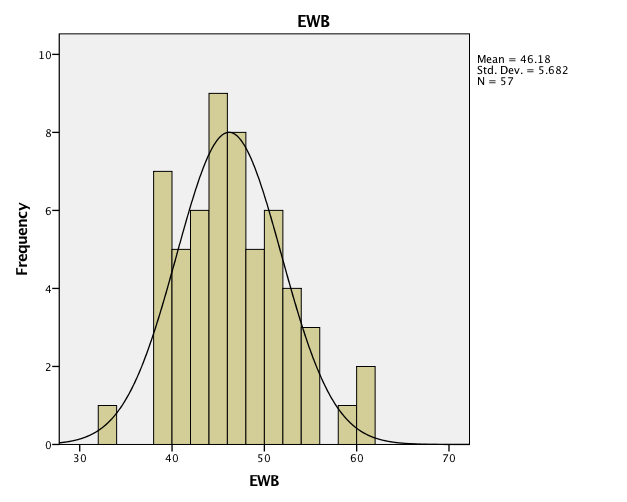 EWB
Mean = 46.18
Std. Dev. = 5.682
N = 57
10
8
6
4
2
0
Frequency
30 40 50 60 70
EWB